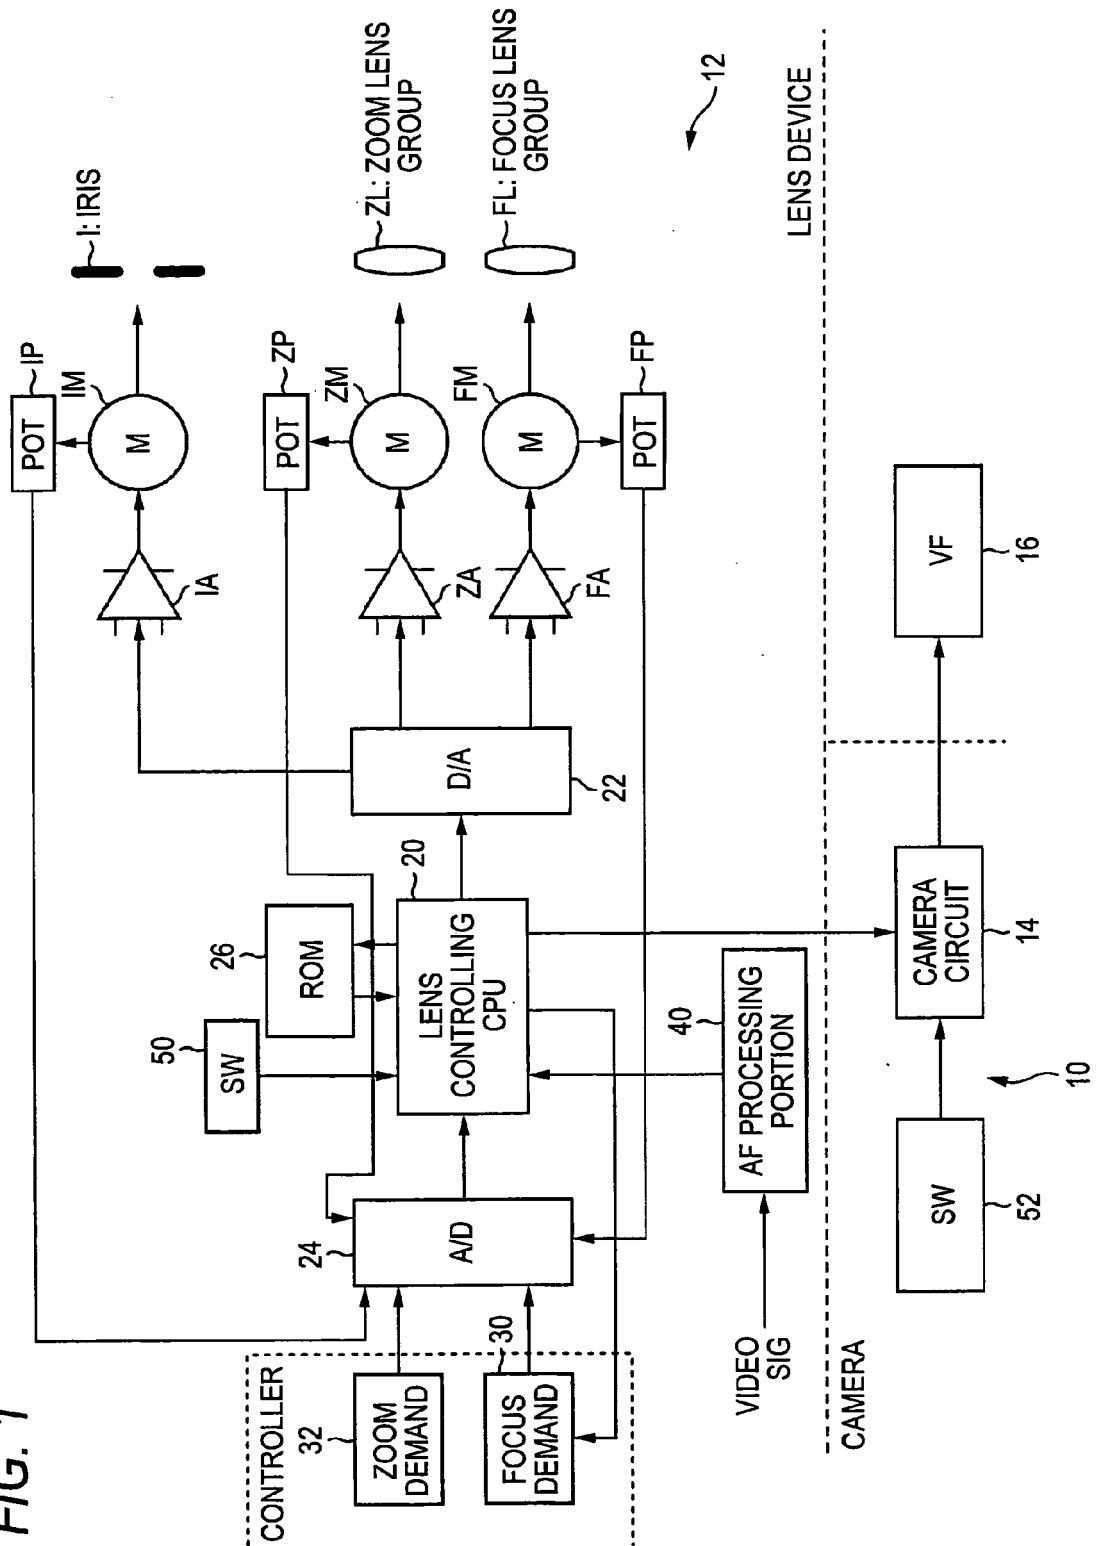 FIG. 1
I: IRIS
ZL: ZOOM LENS
GROUP
FL: FOCUS LENS
GROUP
12
LENS DEVICE
IP
POT
IM
M
IA
ZP
POT
ZM
M
ZA
FM
M
FA
FP
POT
D/A
22
20
LENS
CONTROLLING
CPU
26
ROM
50
SW
24
A/D
40
AF PROCESSING
PORTION
VIDEO
SIG
CONTROLLER
32
ZOOM
DEMAND
30
FOCUS
DEMAND
CAMERA
SW
52
10
CAMERA
CIRCUIT
14
VF
16